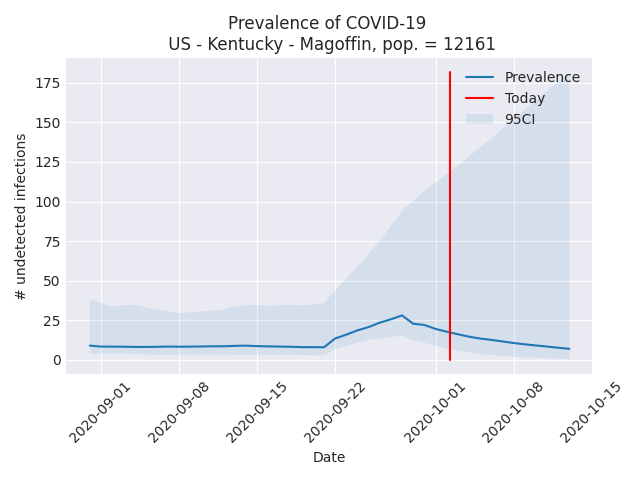 Prevalence of COVID-19
US - Kentucky - Magoffin, pop. = 12161
# undetected infections
175
150
125
100
75
50
25
0
Prevalence
Today
95CI
2020-09-01
2020-09-08
2020-09-15
2020-09-22
2020-10-01
2020-10-08
2020-10-15
Date